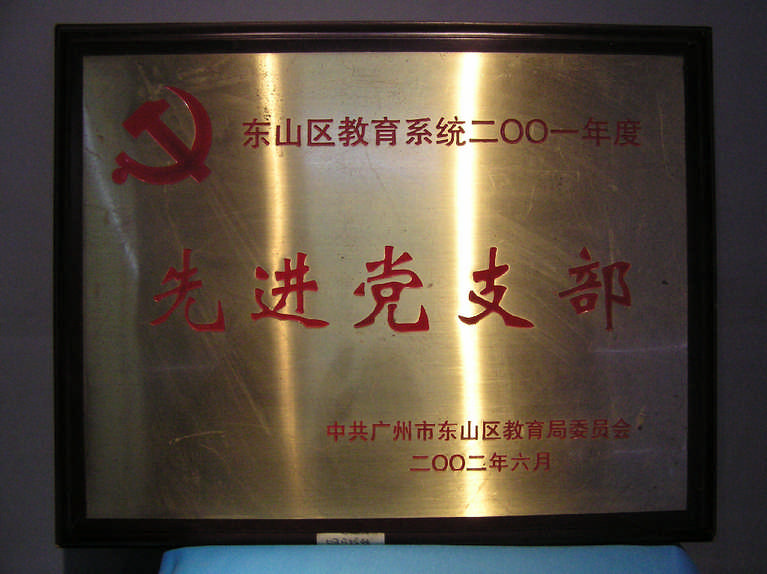 东山区教育系统二〇〇一年度
先进党支部
中共广州市东山区教育局委员会
二〇〇二年六月